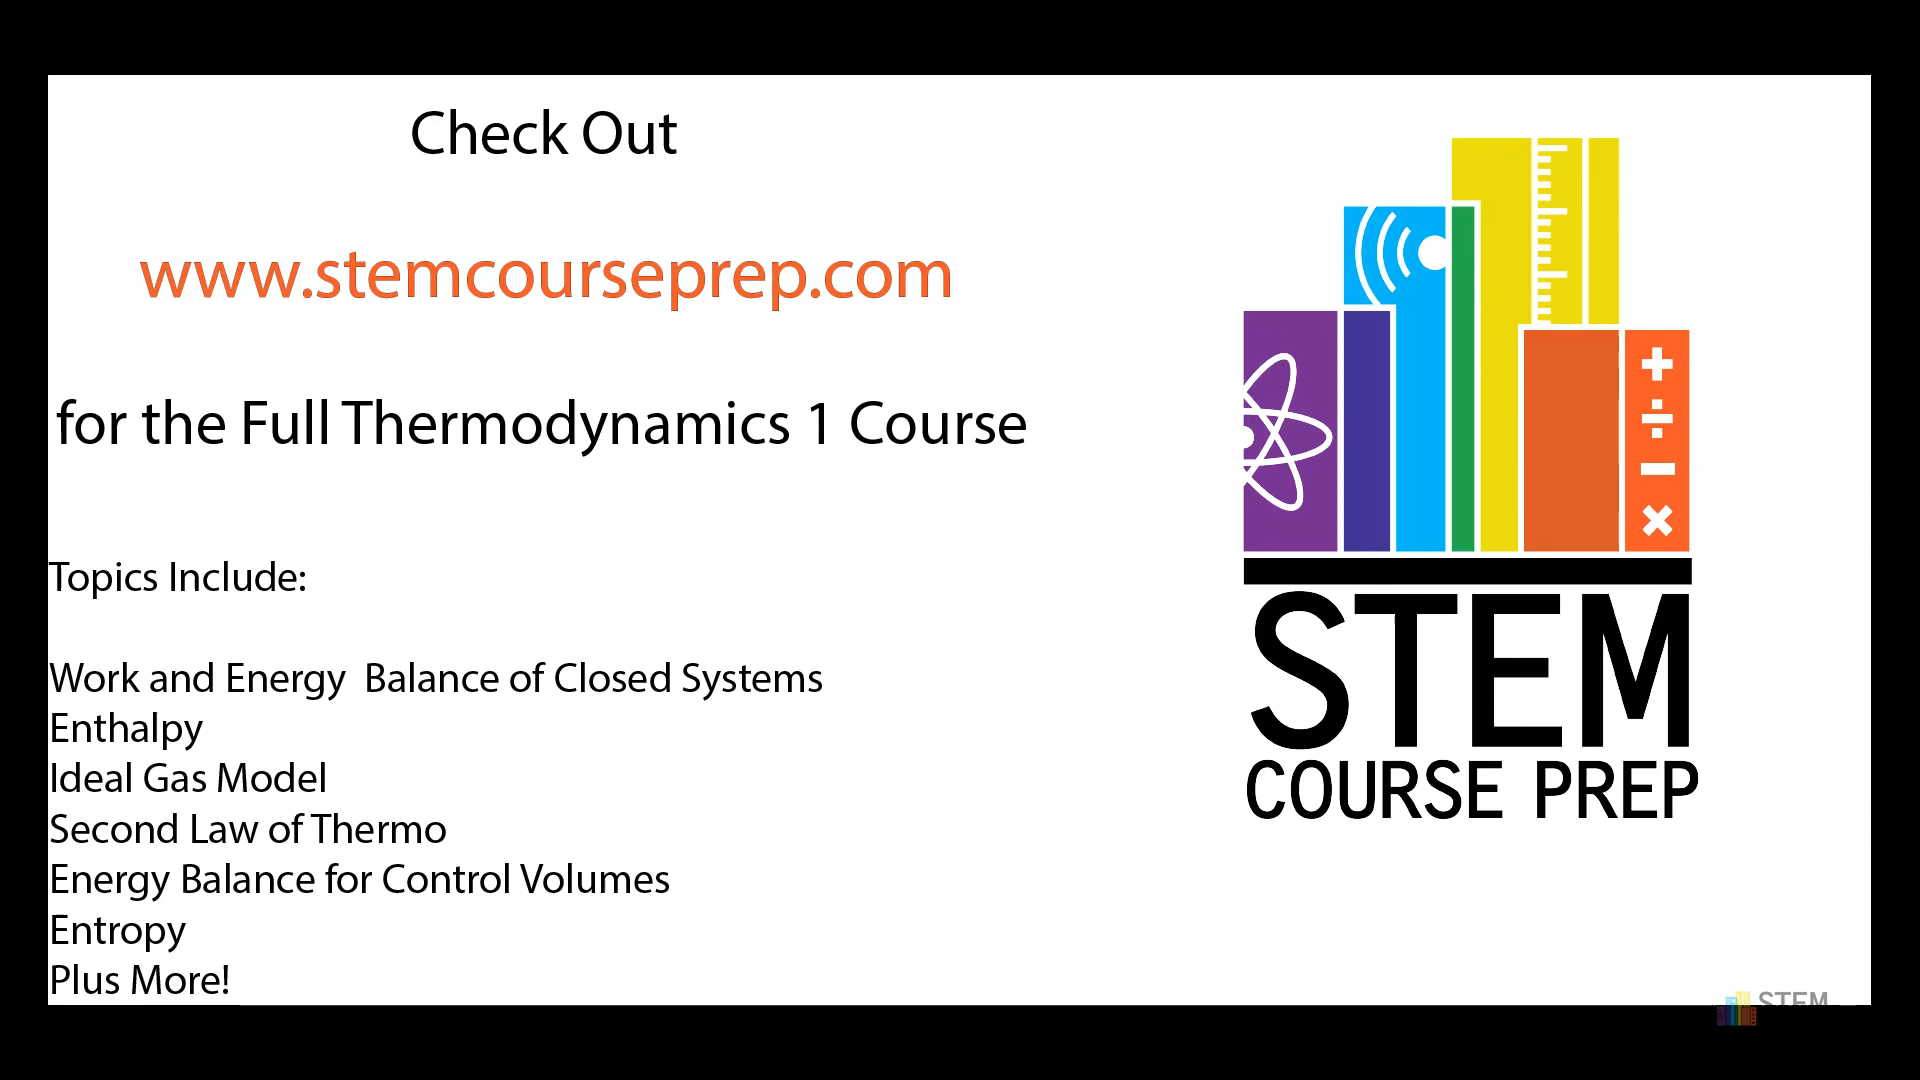 Check Out
www.stemcourseprep.com
for the Full Thermodynamics 1 Course
Topics Include:
Work and Energy  Balance of Closed Systems
Enthalpy
Ideal Gas Model
Second Law of Thermo
Energy Balance for Control Volumes
Entropy
Plus More!
STEM
COURSE PREP
STEM